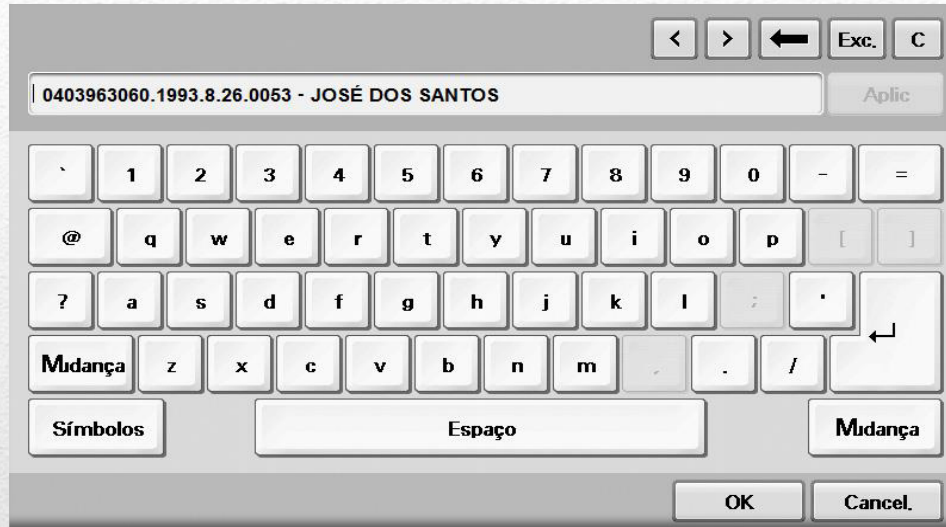 < > Exc. C
0403963060.1993.8.26.0053 - JOSÉ DOS SANTOS Aplic
` 1 2 3 4 5 6 7 8 9 0 - =
@ q w e r t y u i o p [ ]
? a s d f g h j k l ; '
Mudança z x c v b n m , . /
Símbolos Espaço Mudança
OK Cancel.